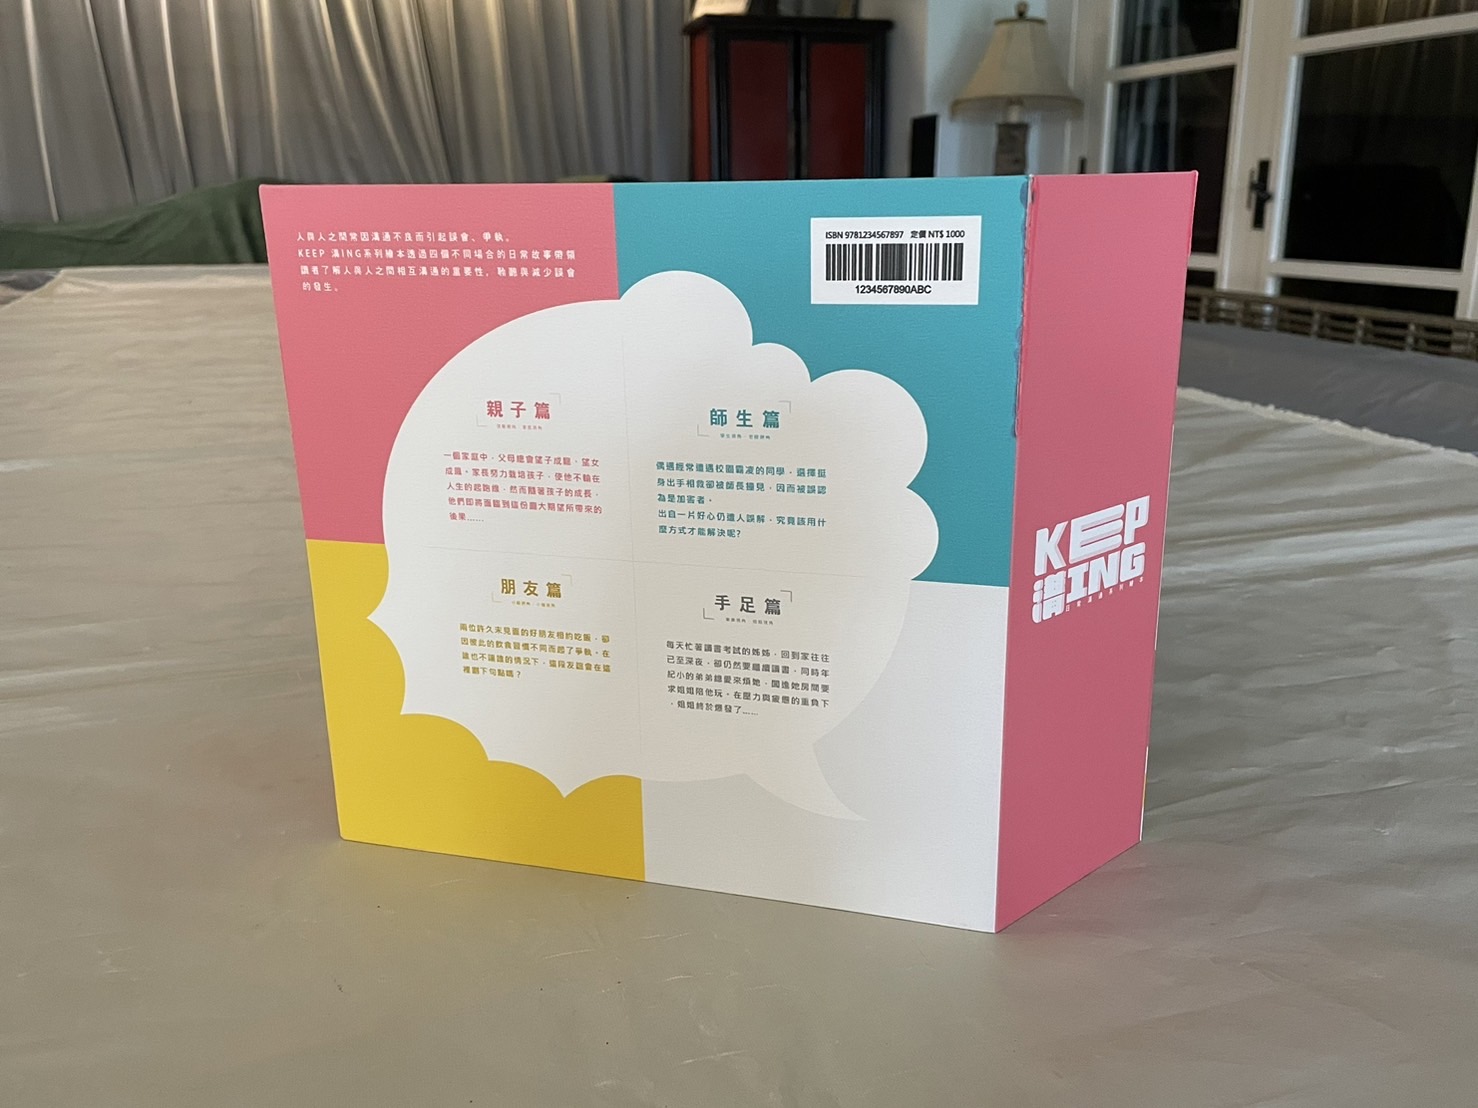 人與人之間常因溝通不良而引起誤會、爭執。
KEEP 溝ING系列繪本透過四個不同場合的日常故事帶領
讀者了解人與人之間相互溝通的重要性，聆聽與減少誤會
的發生。
ISBN 9781234567897 定價 NT$ 1000
1234567890ABC
親子篇
一個家庭中，父母總會望子成龍，望女
成鳳。家長努力栽培孩子，使他不輸在
人生的起跑線，然而隨著孩子的成長，
他們即將面臨到這份龐大期望所帶來的
後果……
師生篇
偶遇經常遭遇校園霸凌的同學，選擇挺
身出手相救卻被師長撞見，因而被誤認
為是加害者。
出自一片好心仍遭人誤解，究竟該用什
麼方式才能解決呢?
朋友篇
兩位許久未見面的好朋友相約吃飯，卻
因彼此的飲食習慣不同而起了爭執。在
誰也不讓誰的情況下，這段友誼會在這
裡劃下句點嗎？
手足篇
每天忙著讀書考試的姊姊，回到家往往
已至深夜，卻仍然要繼續讀書，同時年
紀小的弟弟總愛來煩她，闖進她房間要
求姐姐陪他玩。在壓力與疲憊的重負下
，姐姐終於爆發了……
KEEP
溝ING